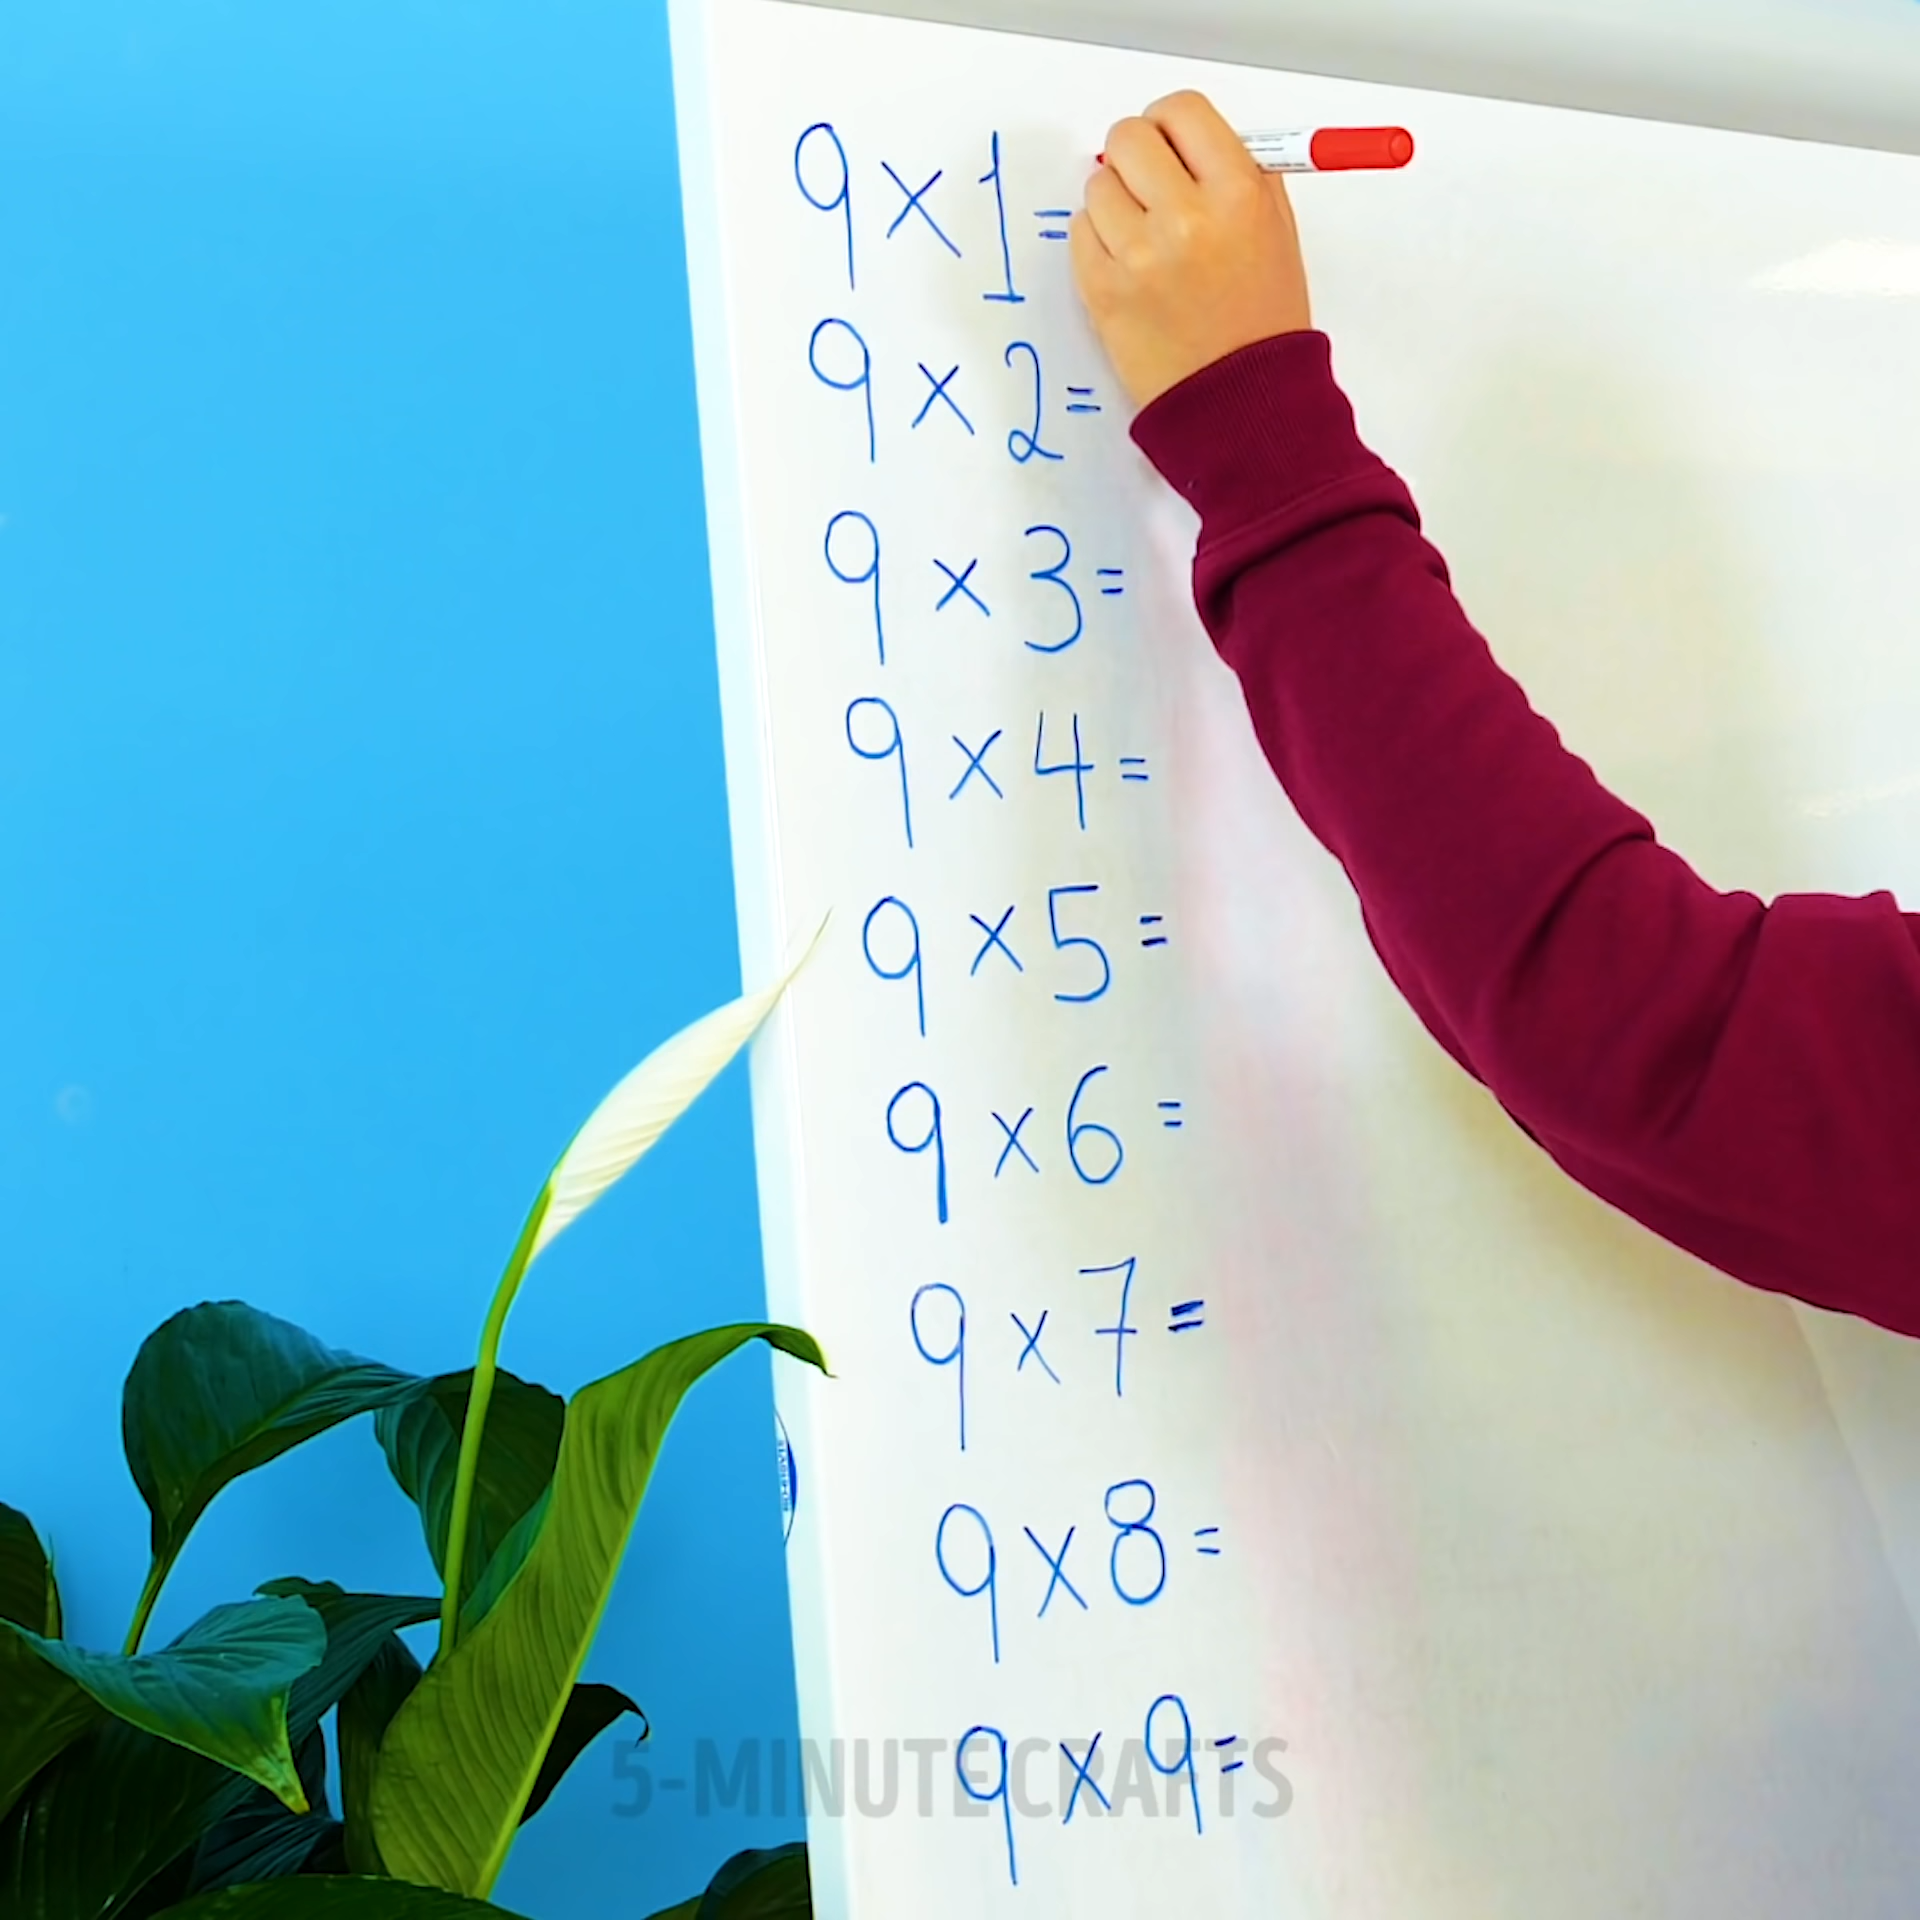 9 x 1 =
9 x 2 =
9 x 3 =
9 x 4 =
9 x 5 =
9 x 6 =
9 x 7 =
9 x 8 =
9 x 9 =
5-MINUTE CRAFTS